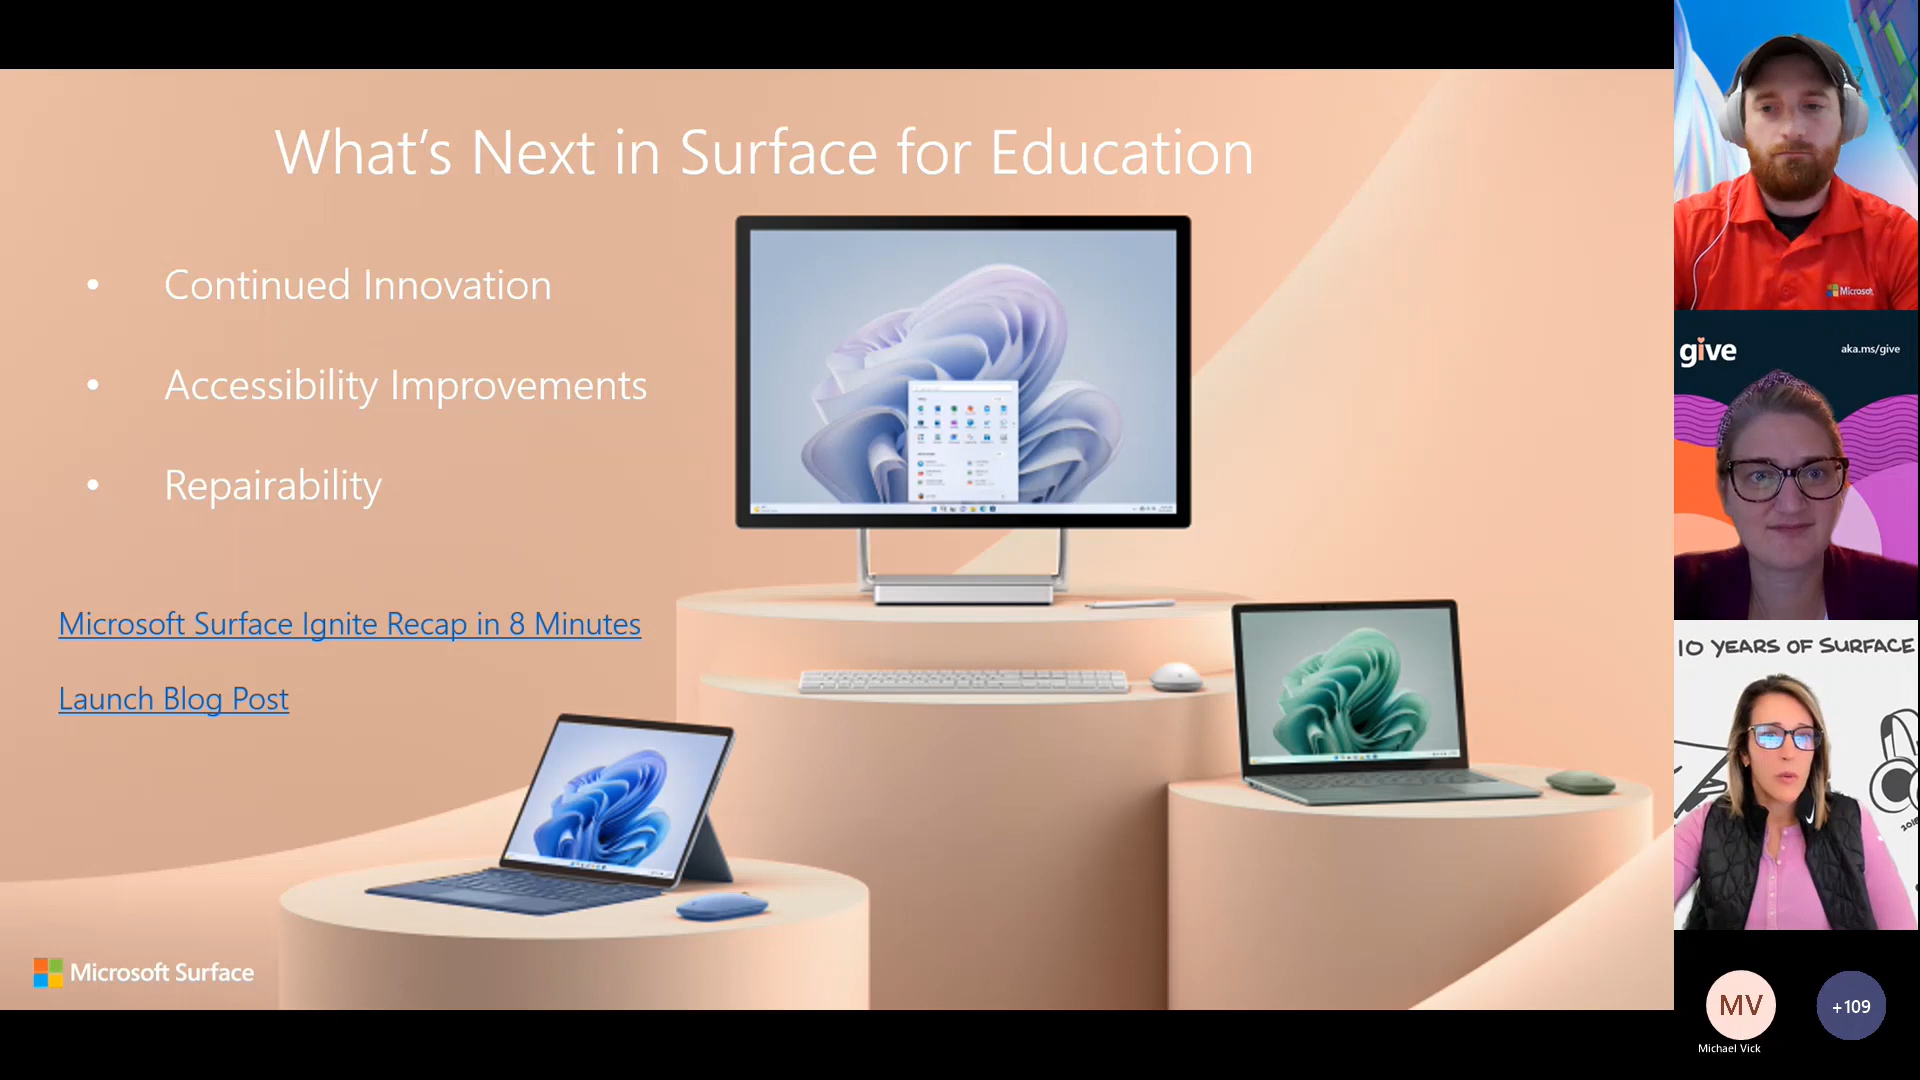 What's Next in Surface for Education
• Continued Innovation
• Accessibility Improvements
• Repairability
Microsoft Surface Ignite Recap in 8 Minutes
Launch Blog Post
Microsoft Surface
Microsoft
give
aka.ms/give
10 YEARS OF SURFACE
MV
Michael Vick
+109